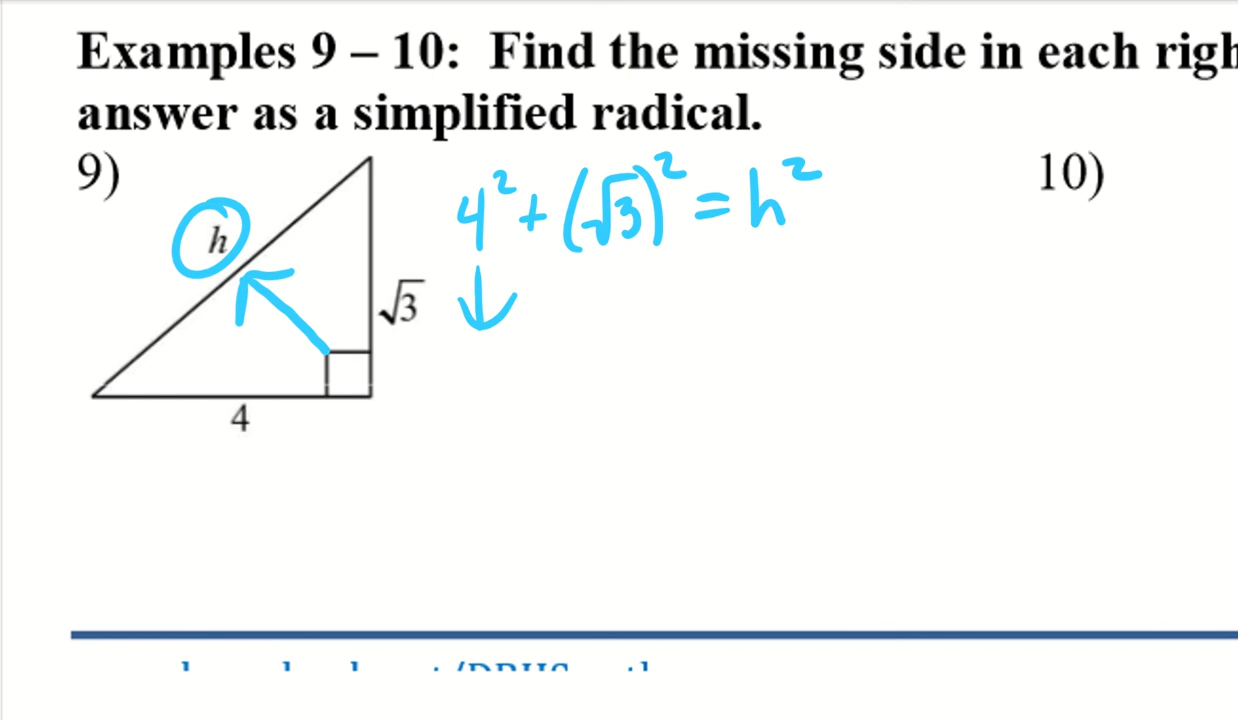 Examples 9 – 10: Find the missing side in each
answer as a simplified radical.
9)
4² + (√3)² = h²
10)
h
√3
4